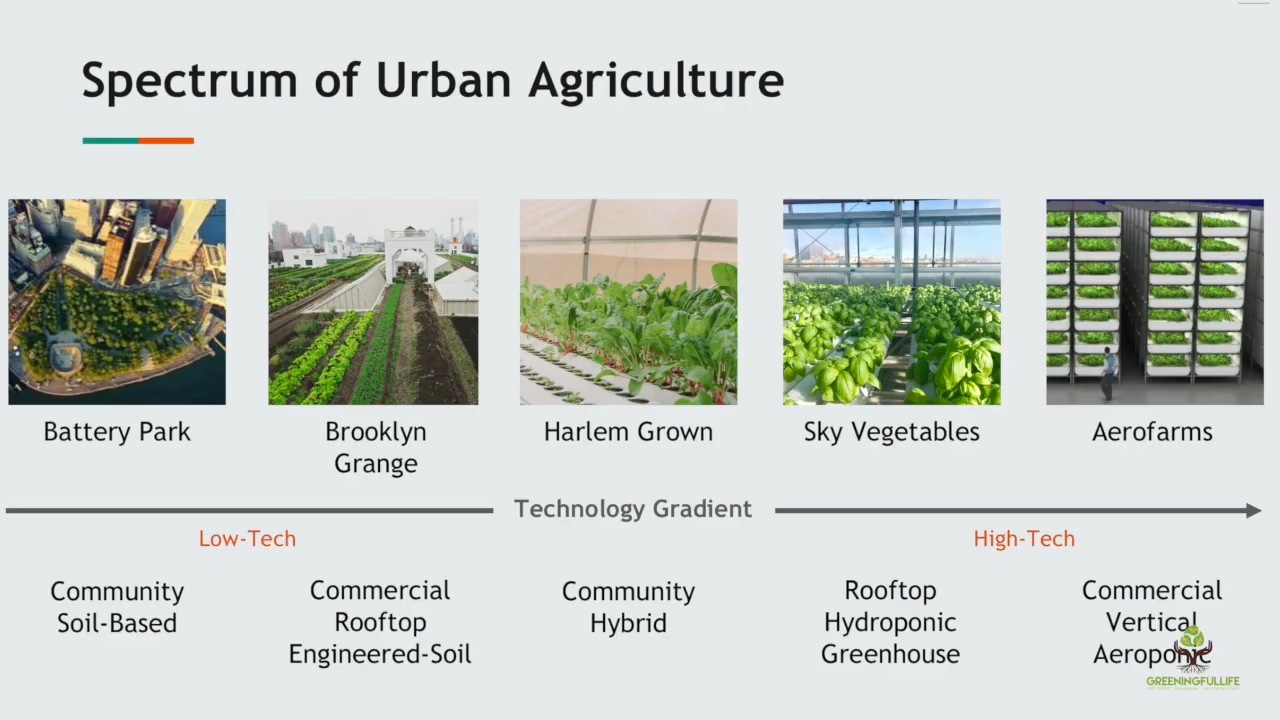 Spectrum of Urban Agriculture
Battery Park
Brooklyn
Grange
Harlem Grown
Sky Vegetables
Aerofarms
Technology Gradient
Low-Tech
High-Tech
Community
Soil-Based
Commercial
Rooftop
Engineered-Soil
Community
Hybrid
Rooftop
Hydroponic
Greenhouse
Commercial
Vertical
Aeroponic
GREENINGFULLIFE